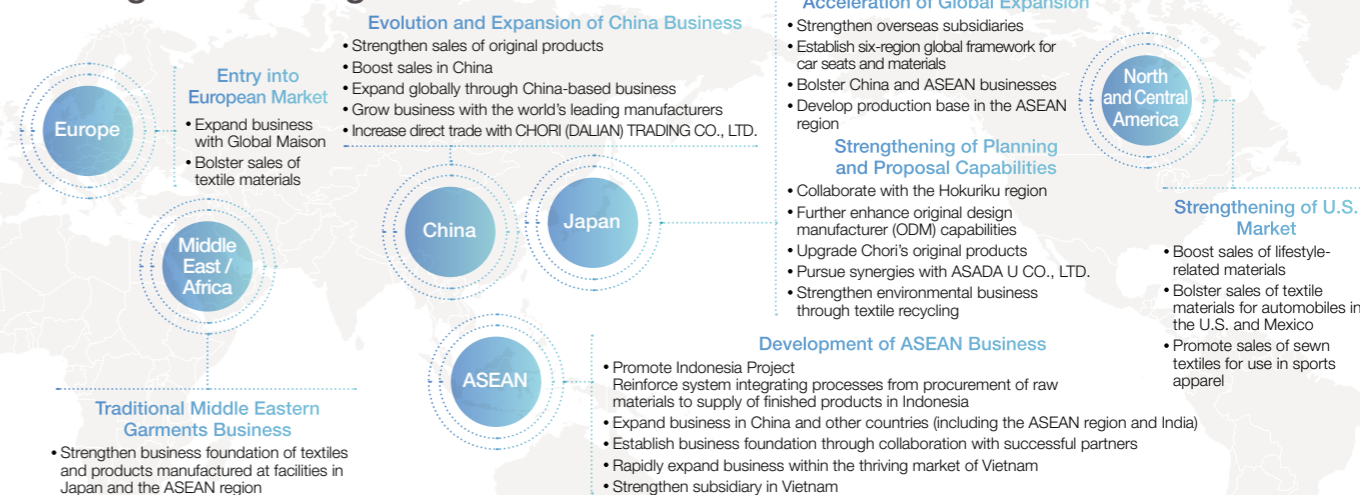 Evolution and Expansion of China Business
• Strengthen sales of original products
• Boost sales in China
• Expand globally through China-based business
• Grow business with the world's leading manufacturers
• Increase direct trade with CHORI (DALIAN) TRADING CO., LTD.
Acceleration of Global Expansion
• Strengthen overseas subsidiaries
• Establish six-region global framework for
car seats and materials
• Bolster China and ASEAN businesses
• Develop production base in the ASEAN
region
Strengthening of Planning
and Proposal Capabilities
• Collaborate with the Hokuriku region
• Further enhance original design
manufacturer (ODM) capabilities
• Upgrade Chori's original products
• Pursue synergies with ASADA U CO., LTD.
• Strengthen environmental business
through textile recycling
Europe
Entry into
European Market
• Expand business
with Global Maison
• Bolster sales of
textile materials
North
and Central
America
Strengthening of U.S.
Market
• Boost sales of lifestyle-
related materials
• Bolster sales of textile
materials for automobiles in
the U.S. and Mexico
• Promote sales of sewn
textiles for use in sports
apparel
China
Japan
Middle
East /
Africa
Traditional Middle Eastern
Garments Business
• Strengthen business foundation of textiles
and products manufactured at facilities in
Japan and the ASEAN region
ASEAN
Development of ASEAN Business
• Promote Indonesia Project
Reinforce system integrating processes from procurement of raw
materials to supply of finished products in Indonesia
• Expand business in China and other countries (including the ASEAN region and India)
• Establish business foundation through collaboration with successful partners
• Rapidly expand business within the thriving market of Vietnam
• Strengthen subsidiary in Vietnam